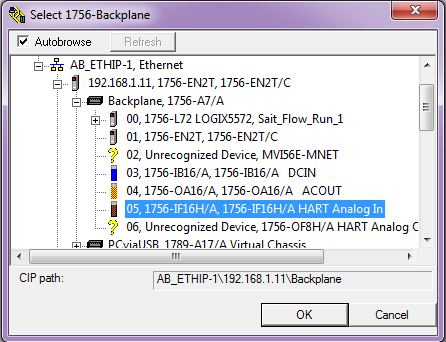 Select 1756-Backplane
Autobrowse Refresh
AB_ETHIP-1, Ethernet
192.168.1.11, 1756-EN2T, 1756-EN2T/C
Backplane, 1756-A7/A
00, 1756-L72 LOGIX5572, Sait_Flow_Run_1
01, 1756-EN2T, 1756-EN2T/C
02, Unrecognized Device, MVI56E-MNET
03, 1756-IB16/A, 1756-IB16/A DCIN
04, 1756-OA16/A, 1756-OA16/A ACOUT
05, 1756-IF16H/A, 1756-IF16H/A HART Analog In
06, Unrecognized Device, 1756-OF8H/A HART Analog O
PCviaUSB, 1789-A17/A Virtual Chassis
CIP path: AB_ETHIP-1\192.168.1.11\Backplane
OK Cancel